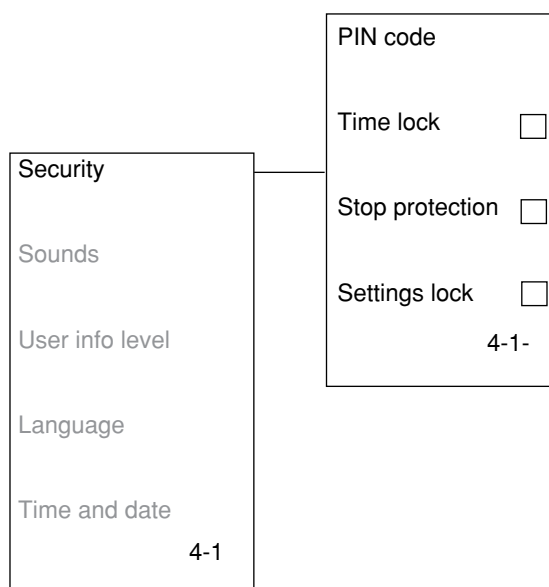 PIN code
Time lock
Stop protection
Settings lock
4-1-
Security
Sounds
User info level
Language
Time and date
4-1